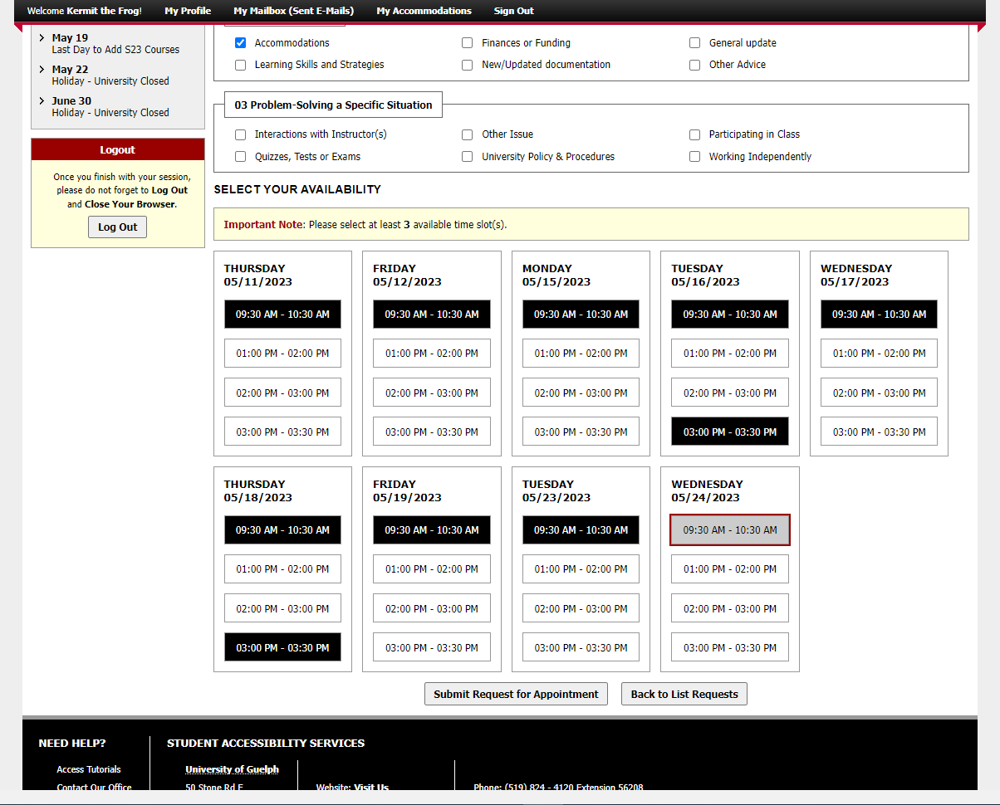 Welcome Kermit the Frog! My Profile My Mailbox (Sent E-Mails) My Accommodations Sign Out
May 19
Last Day to Add S23 Courses
May 22
Holiday - University Closed
June 30
Holiday - University Closed
Logout
Once you finish with your session,
please do not forget to Log Out
and Close Your Browser.
Log Out
Accommodations Finances or Funding General update
Learning Skills and Strategies New/Updated documentation Other Advice
03 Problem-Solving a Specific Situation
Interactions with Instructor(s) Other Issue Participating in Class
Quizzes, Tests or Exams University Policy & Procedures Working Independently
SELECT YOUR AVAILABILITY
Important Note: Please select at least 3 available time slot(s).
THURSDAY
05/11/2023
09:30 AM - 10:30 AM
01:00 PM - 02:00 PM
02:00 PM - 03:00 PM
03:00 PM - 03:30 PM
FRIDAY
05/12/2023
09:30 AM - 10:30 AM
01:00 PM - 02:00 PM
02:00 PM - 03:00 PM
03:00 PM - 03:30 PM
MONDAY
05/15/2023
09:30 AM - 10:30 AM
01:00 PM - 02:00 PM
02:00 PM - 03:00 PM
03:00 PM - 03:30 PM
TUESDAY
05/16/2023
09:30 AM - 10:30 AM
01:00 PM - 02:00 PM
02:00 PM - 03:00 PM
03:00 PM - 03:30 PM
WEDNESDAY
05/17/2023
09:30 AM - 10:30 AM
01:00 PM - 02:00 PM
02:00 PM - 03:00 PM
03:00 PM - 03:30 PM
THURSDAY
05/18/2023
09:30 AM - 10:30 AM
01:00 PM - 02:00 PM
02:00 PM - 03:00 PM
03:00 PM - 03:30 PM
FRIDAY
05/19/2023
09:30 AM - 10:30 AM
01:00 PM - 02:00 PM
02:00 PM - 03:00 PM
03:00 PM - 03:30 PM
TUESDAY
05/23/2023
09:30 AM - 10:30 AM
01:00 PM - 02:00 PM
02:00 PM - 03:00 PM
03:00 PM - 03:30 PM
WEDNESDAY
05/24/2023
09:30 AM - 10:30 AM
01:00 PM - 02:00 PM
02:00 PM - 03:00 PM
03:00 PM - 03:30 PM
Submit Request for Appointment Back to List Requests
NEED HELP?
Access Tutorials
Contact Our Office
STUDENT ACCESSIBILITY SERVICES
University of Guelph
50 Stone Rd E
Website: Visit Us
Phone: (519) 824 - 4120 Extension 56208